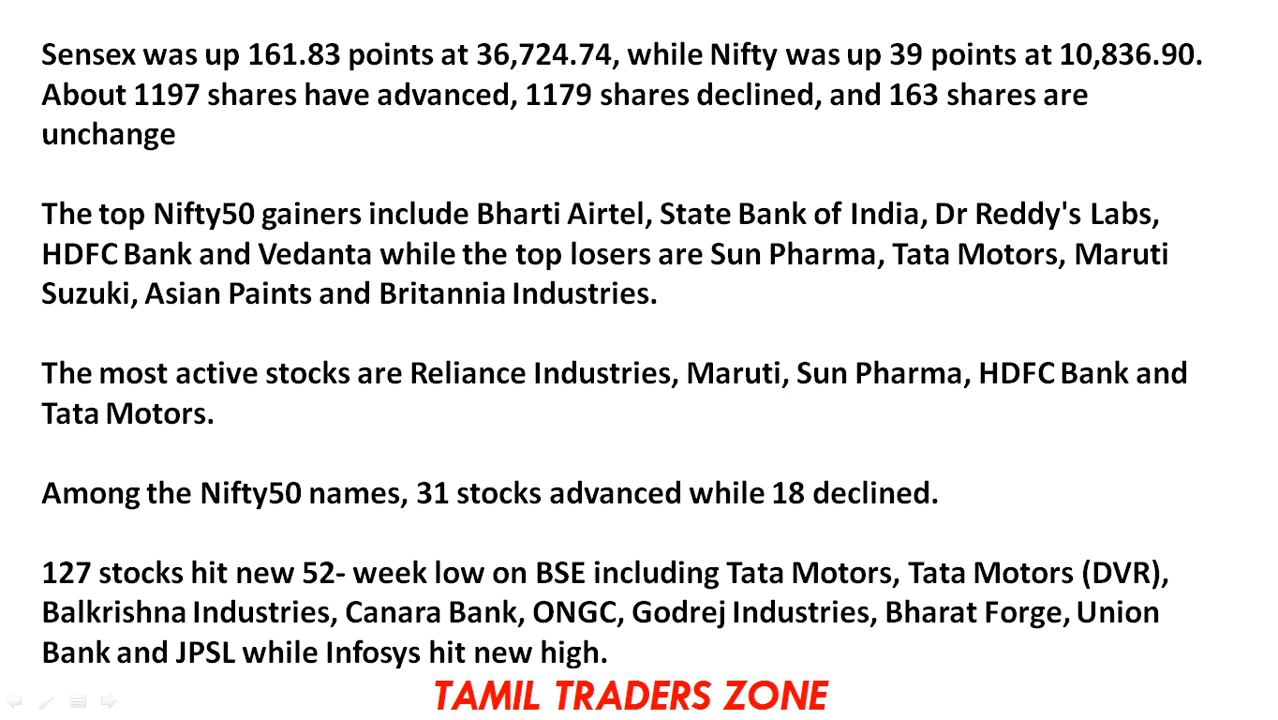 Sensex was up 161.83 points at 36,724.74, while Nifty was up 39 points at 10,836.90.
About 1197 shares have advanced, 1179 shares declined, and 163 shares are
unchange
The top Nifty50 gainers include Bharti Airtel, State Bank of India, Dr Reddy's Labs,
HDFC Bank and Vedanta while the top losers are Sun Pharma, Tata Motors, Maruti
Suzuki, Asian Paints and Britannia Industries.
The most active stocks are Reliance Industries, Maruti, Sun Pharma, HDFC Bank and
Tata Motors.
Among the Nifty50 names, 31 stocks advanced while 18 declined.
127 stocks hit new 52- week low on BSE including Tata Motors, Tata Motors (DVR),
Balkrishna Industries, Canara Bank, ONGC, Godrej Industries, Bharat Forge, Union
Bank and JPSL while Infosys hit new high.
TAMIL TRADERS ZONE